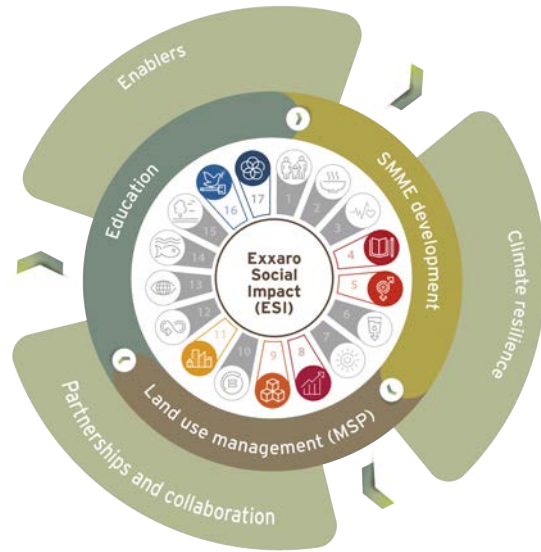 Enablers
Education
SMME development
Climate resilience
Land use management (MSP)
Partnerships and collaboration
Exxaro
Social
Impact
(ESI)
1
2
3
4
5
6
7
8
9
10
11
12
13
14
15
16
17